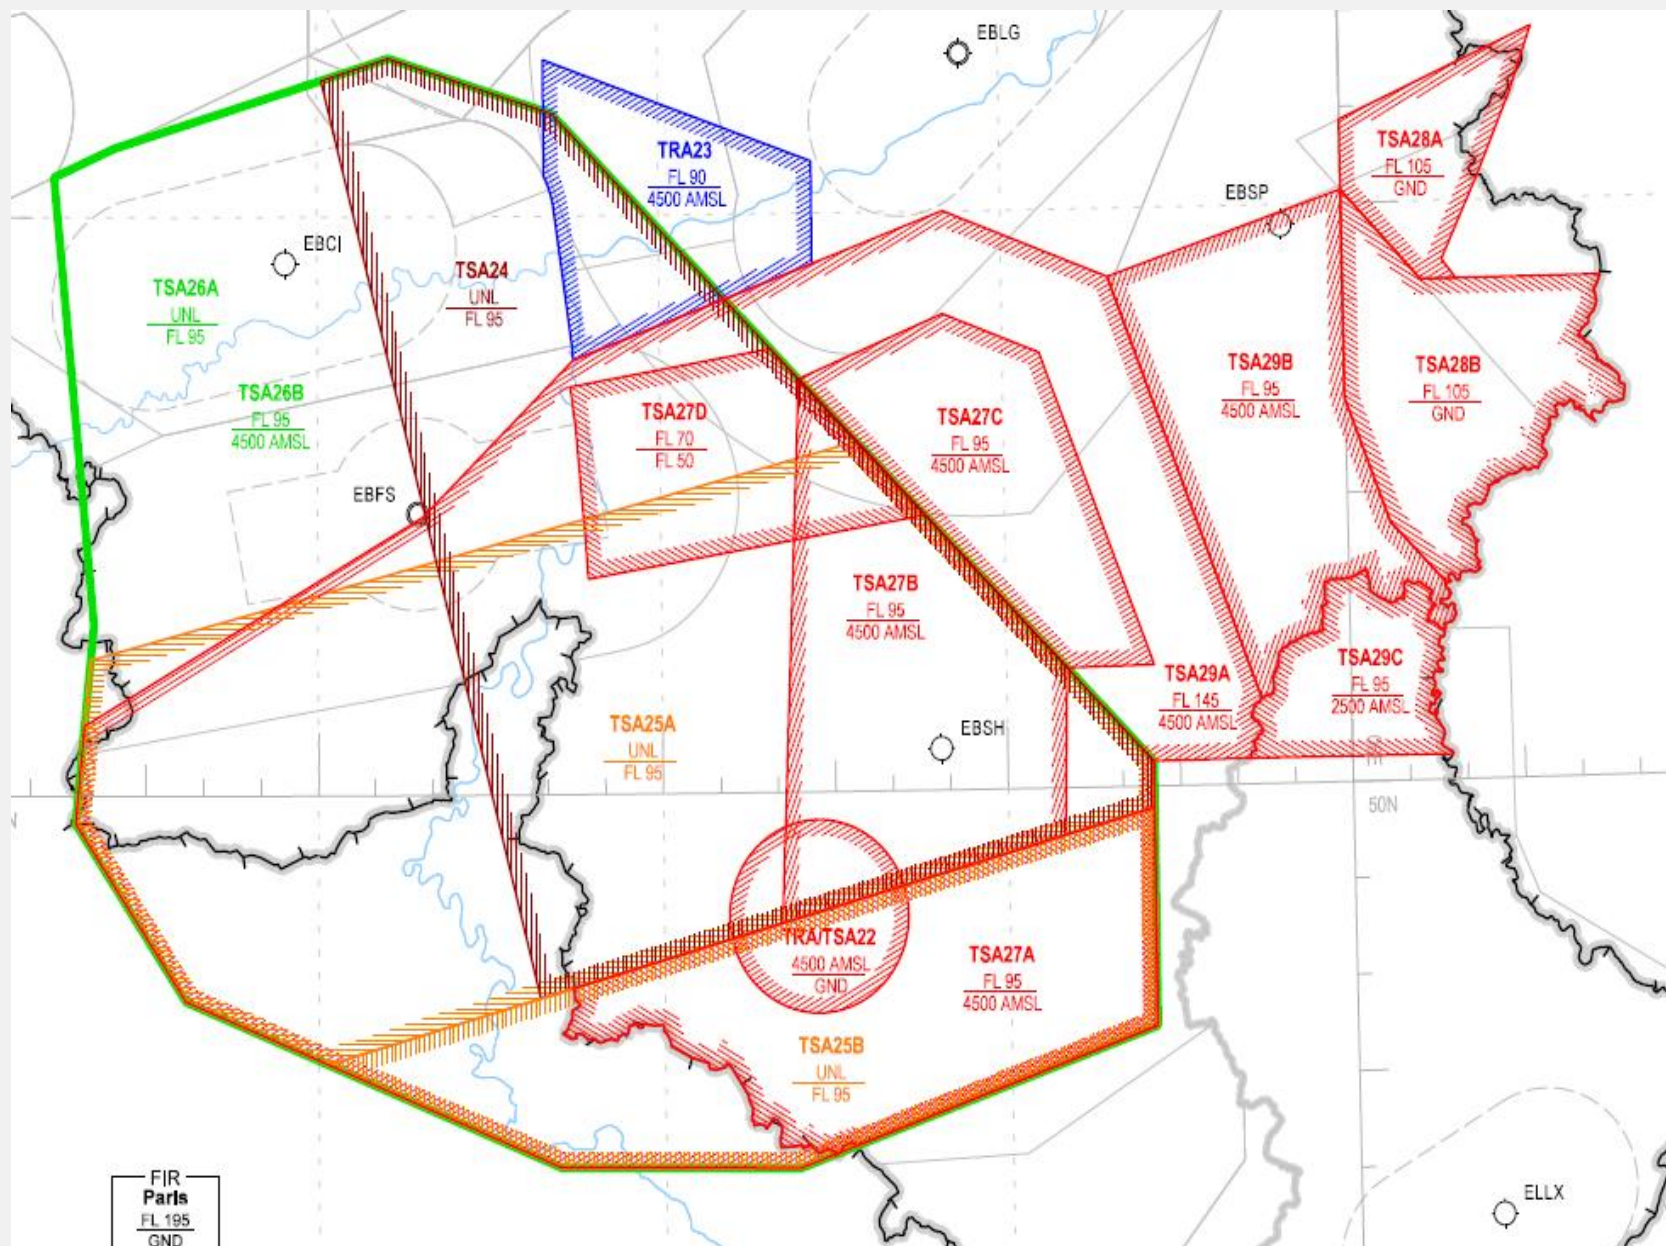 EBLG
TSA28A
FL 105
GND
TRA23
FL 90
4500 AMSL
EBSP
EBCI
TSA24
UNL
FL 95
TSA26A
UNL
FL 95
TSA26B
FL 95
4500 AMSL
TSA27D
FL 70
FL 50
TSA27C
FL 95
4500 AMSL
TSA29B
FL 95
4500 AMSL
TSA28B
FL 105
GND
EBFS
TSA27B
FL 95
4500 AMSL
TSA29A
FL 145
4500 AMSL
TSA29C
FL 95
2500 AMSL
TSA25A
UNL
FL 95
EBSH
50N
N
TRA/TSA22
4500 AMSL
GND
TSA27A
FL 95
4500 AMSL
TSA25B
UNL
FL 95
FIR
Paris
FL 195
GND
ELLX